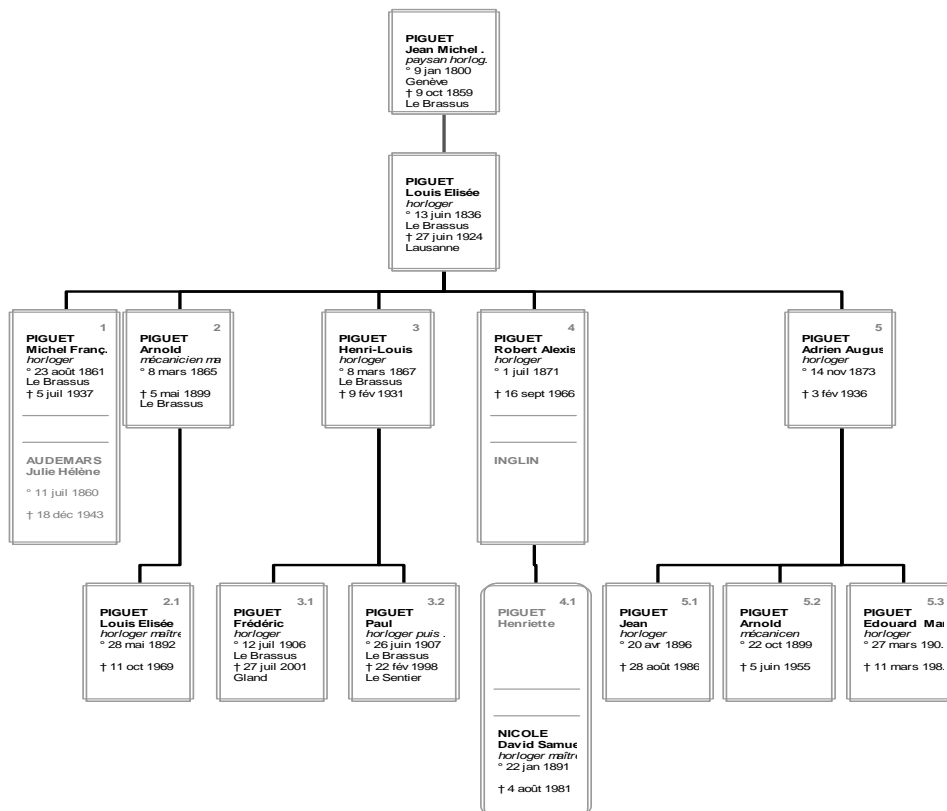 PIGUET
Jean Michel .
paysan horlog.
° 9 jan 1800
Genève
† 9 oct 1859
Le Brassus
PIGUET
Louis Elisée
horloger
° 13 juin 1836
Le Brassus
† 27 juin 1924
Lausanne
1
PIGUET
Michel Franç.
horloger
° 23 août 1861
Le Brassus
† 5 juil 1937
AUDEMARS
Julie Hélène
° 11 juil 1860
† 18 déc 1943
2
PIGUET
Arnold
mécanicien ma
° 8 mars 1865
† 5 mai 1899
Le Brassus
3
PIGUET
Henri-Louis
horloger
° 8 mars 1867
Le Brassus
† 9 fév 1931
4
PIGUET
Robert Alexis
horloger
° 1 juil 1871
† 16 sept 1966
INGLIN
5
PIGUET
Adrien Augus
horloger
° 14 nov 1873
† 3 fév 1936
2.1
PIGUET
Louis Elisée
horloger maître
° 28 mai 1892
† 11 oct 1969
3.1
PIGUET
Frédéric
horloger
° 12 juil 1906
Le Brassus
† 27 juil 2001
Gland
3.2
PIGUET
Paul
horloger puis .
° 26 juin 1907
Le Brassus
† 22 fév 1998
Le Sentier
4.1
PIGUET
Henriette
NICOLE
David Samue
horloger maître
° 22 jan 1891
† 4 août 1981
5.1
PIGUET
Jean
horloger
° 20 avr 1896
† 28 août 1986
5.2
PIGUET
Arnold
mécanicen
° 22 oct 1899
† 5 juin 1955
5.3
PIGUET
Edouard Mar
horloger
° 27 mars 190.
† 11 mars 198.